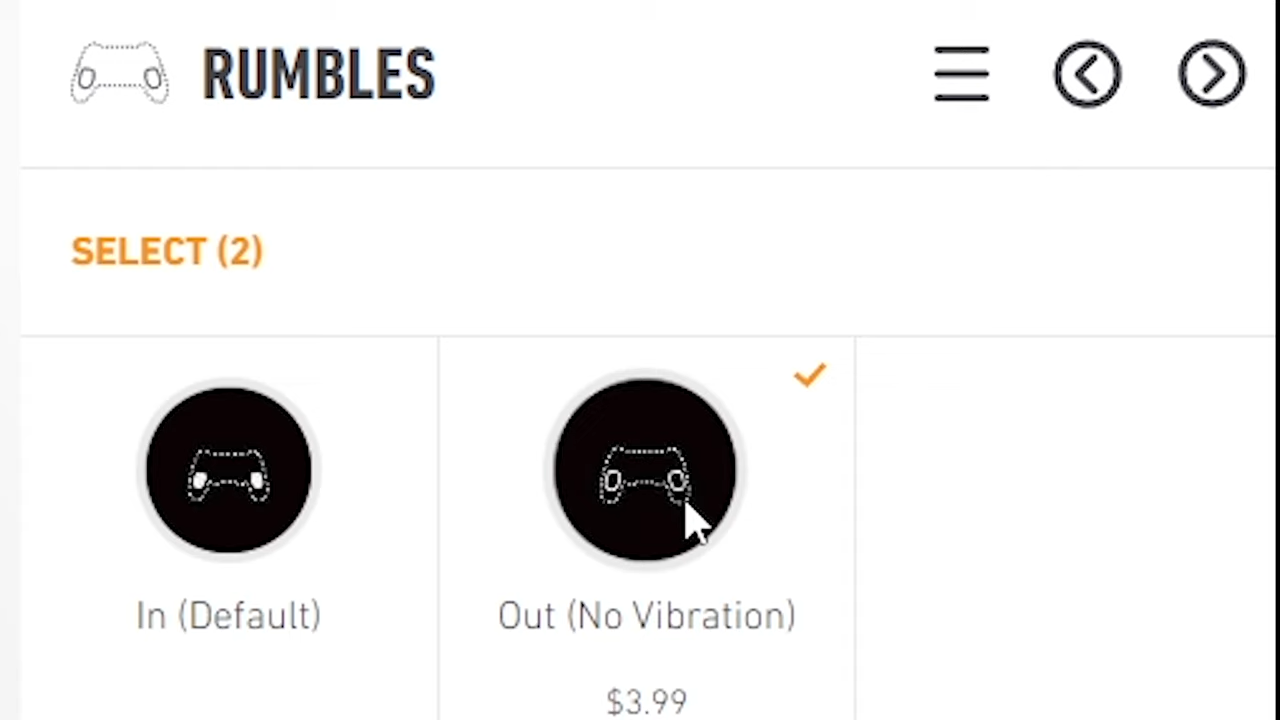 RUMBLES
SELECT (2)
In (Default)
Out (No Vibration)
$3.99